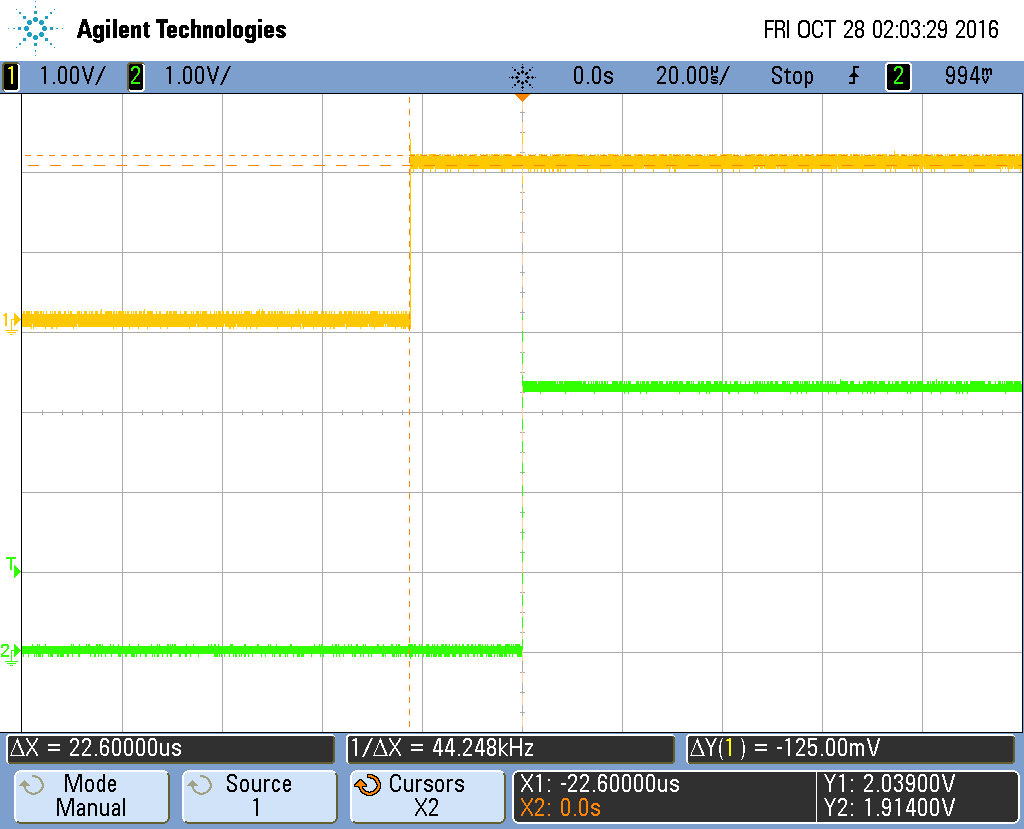 Agilent Technologies FRI OCT 28 02:03:29 2016
1 1.00V/ 2 1.00V/ 0.0s 20.00us/ Stop 2 994mV
1
T
2
ΔX = 22.60000us 1/ΔX = 44.248kHz ΔY(1) = -125.00mV
Mode Source Cursors X1: -22.60000us Y1: 2.03900V
Manual 1 X2 X2: 0.0s Y2: 1.91400V